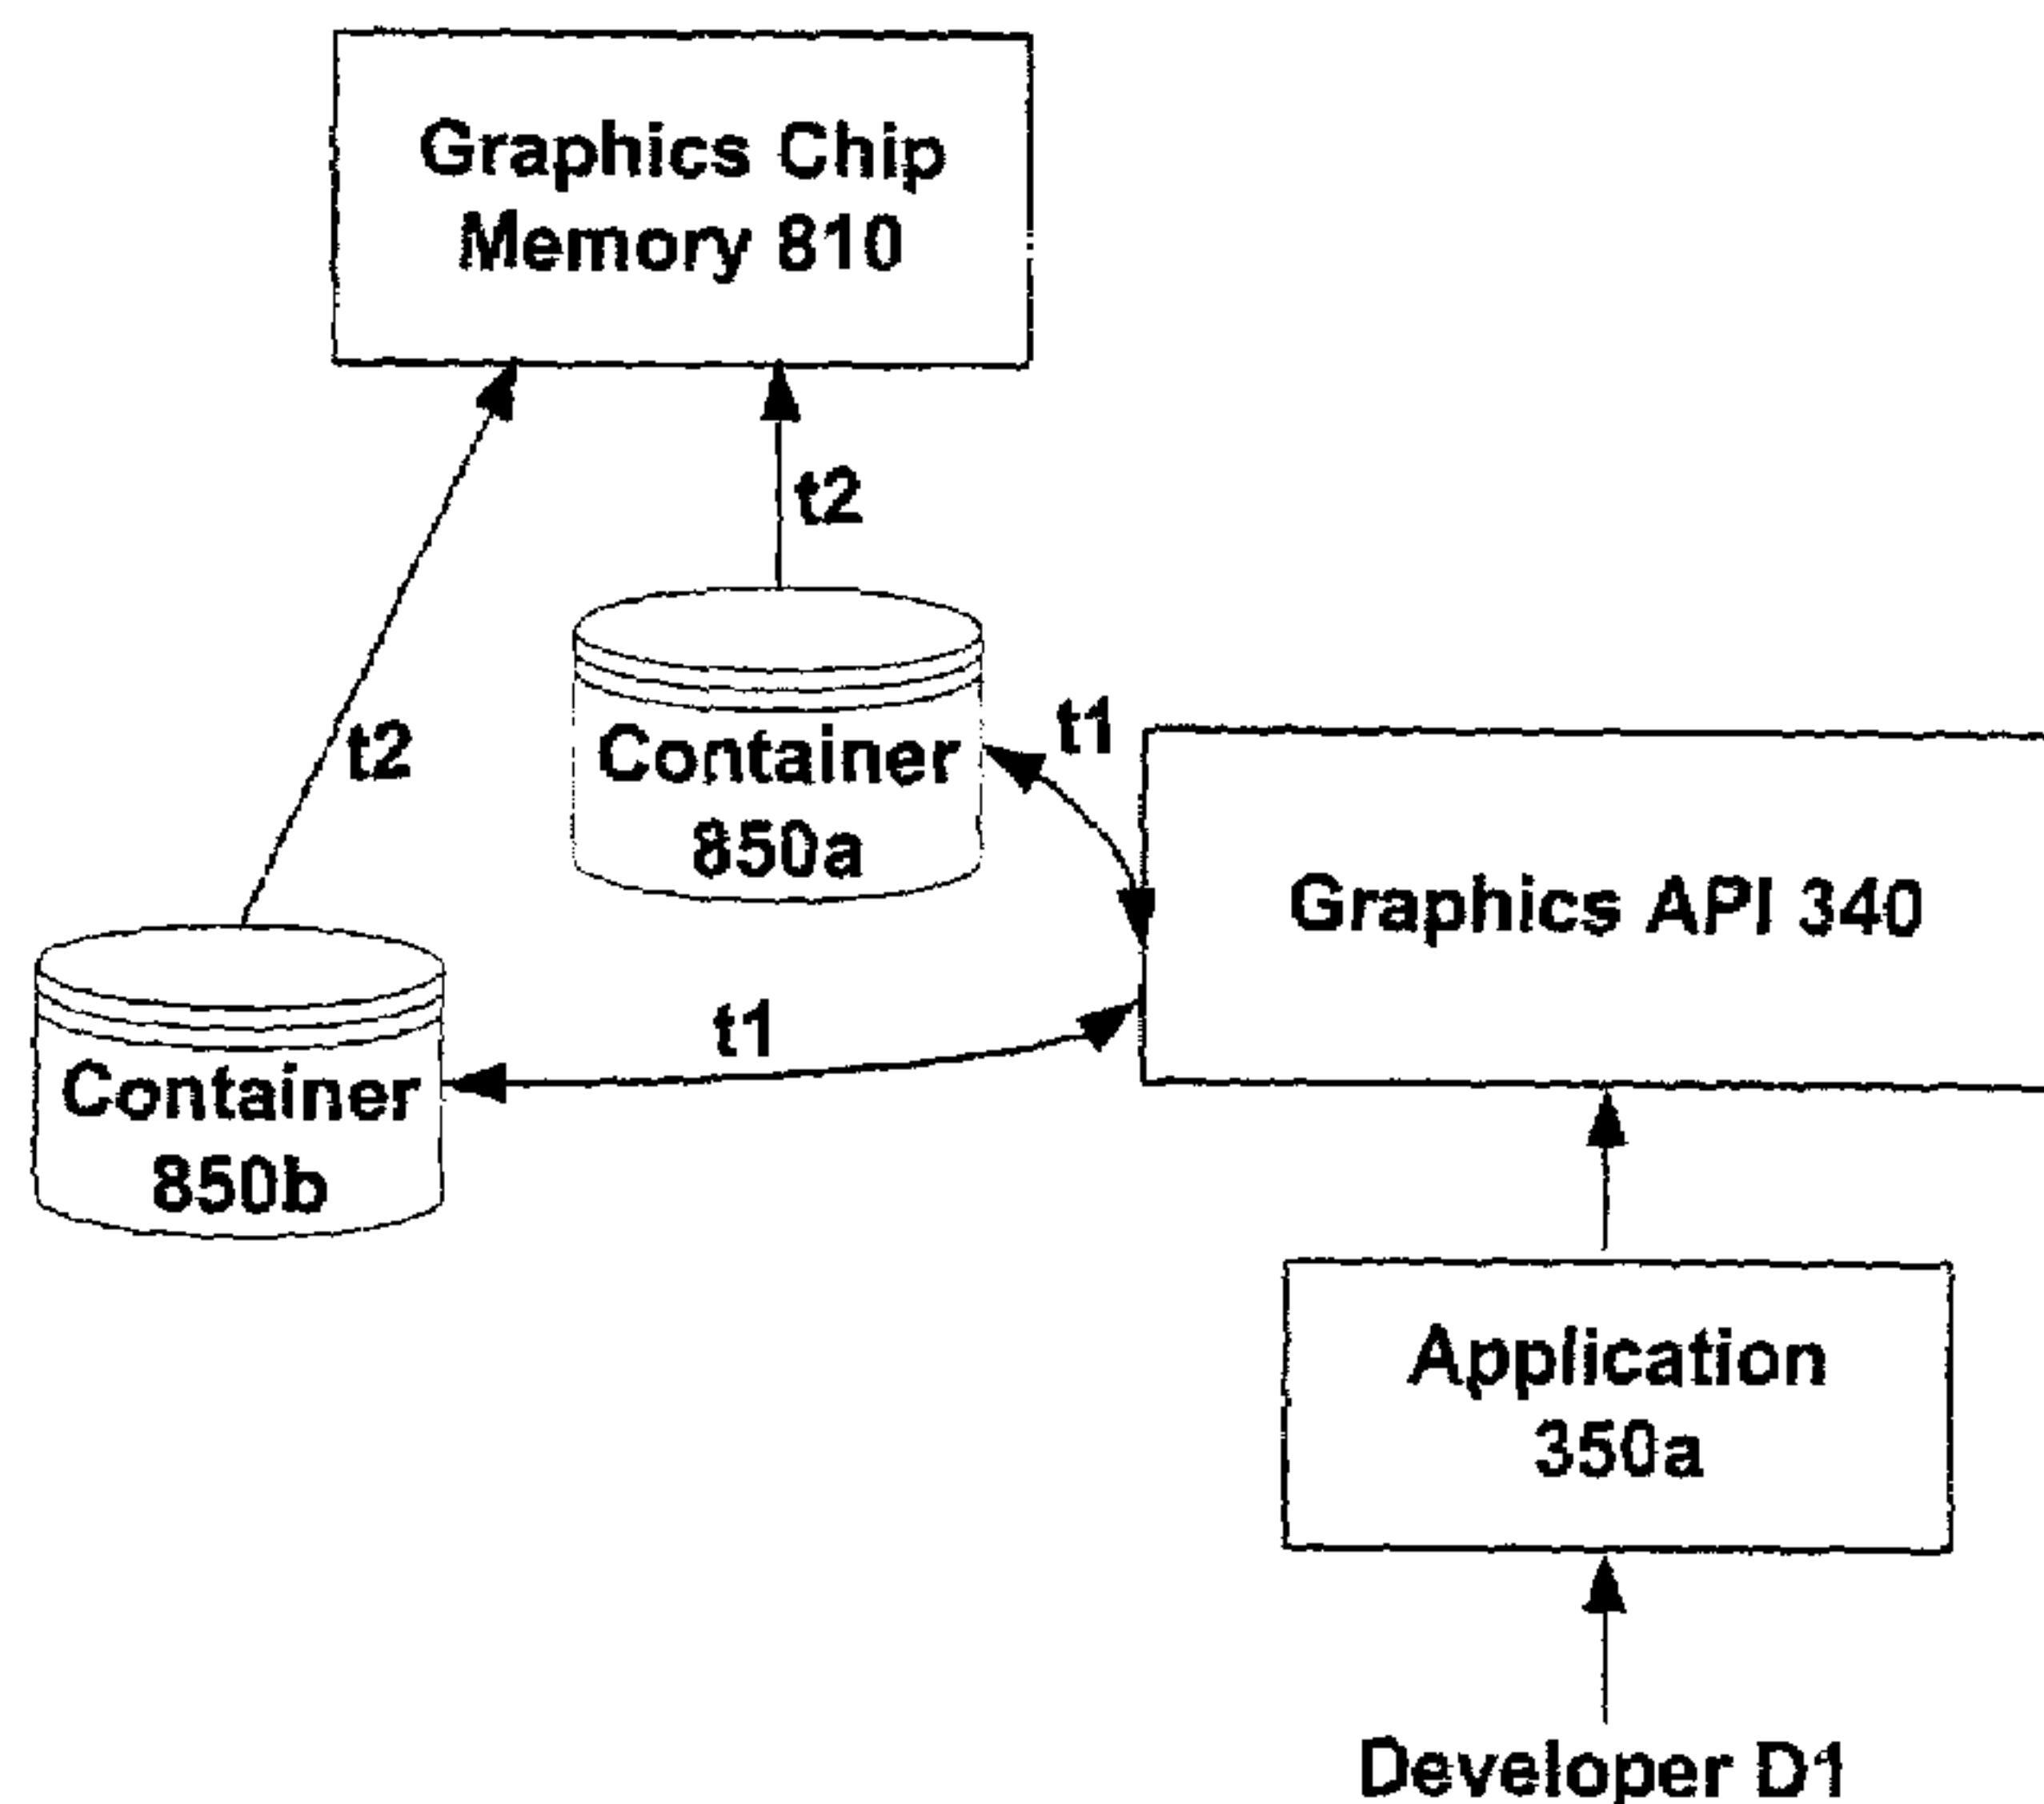 Graphics Chip
Memory 810
t2
t2
Container
850a
t1
Graphics API 340
t1
Container
850b
Application
350a
Developer D1